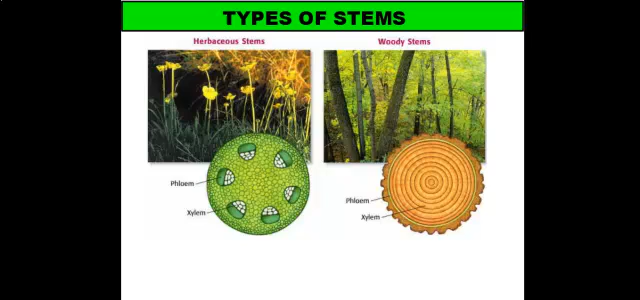 TYPES OF STEMS
Herbaceous Stems
Woody Stems
Phloem
Xylem
Phloem
Xylem